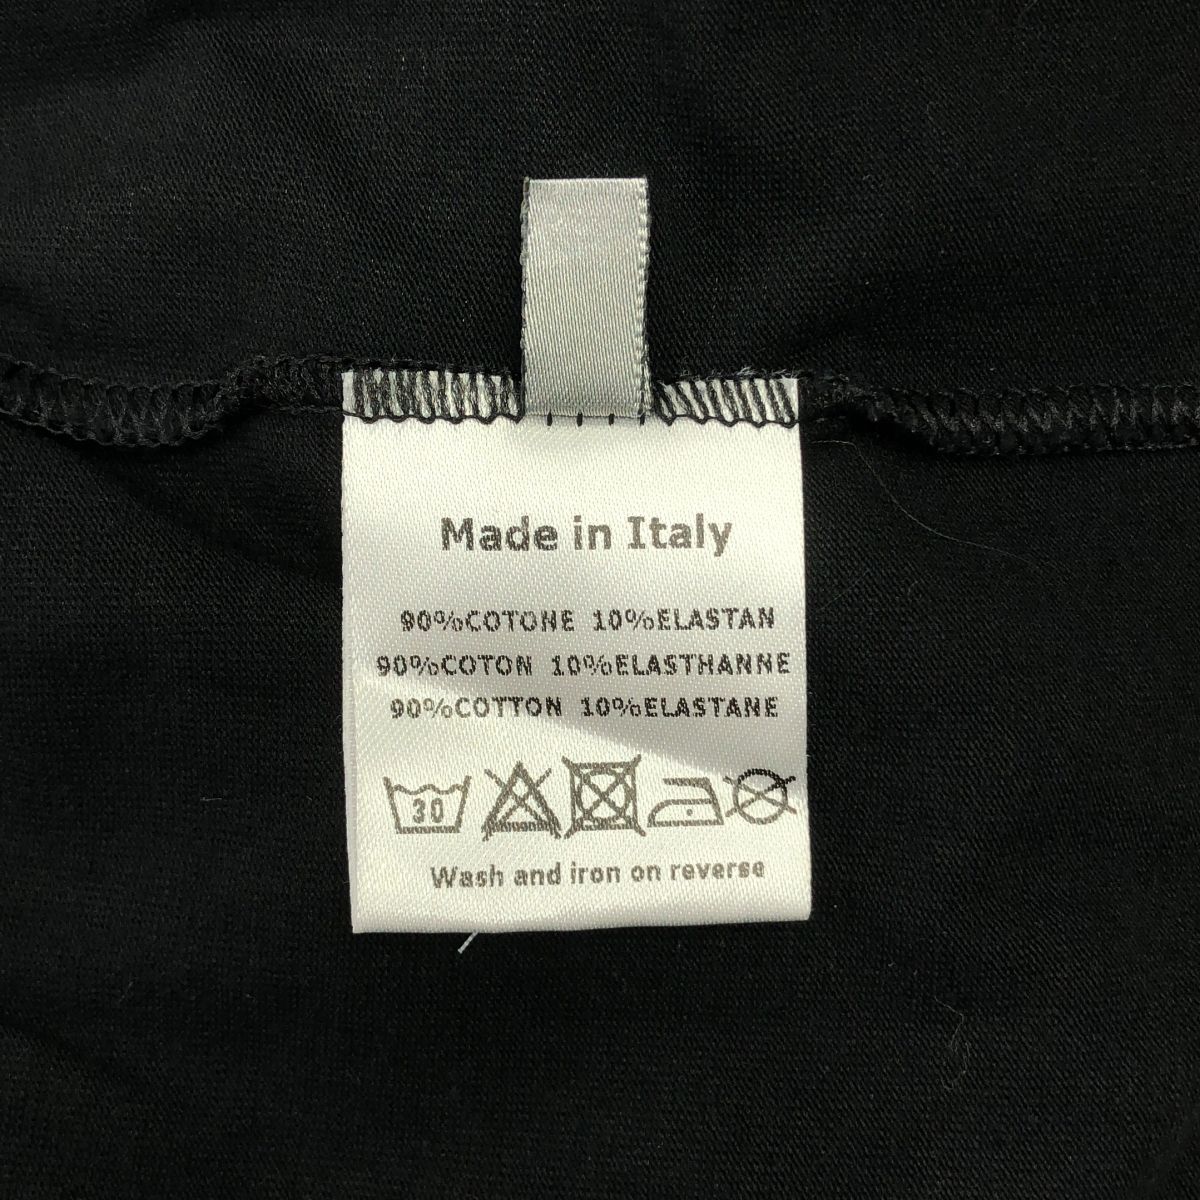 Made in Italy
90%COTONE 10%ELASTAN
90%COTON 10%ELASTHANNE
90%COTTON 10%ELASTANE
30
Wash and iron on reverse